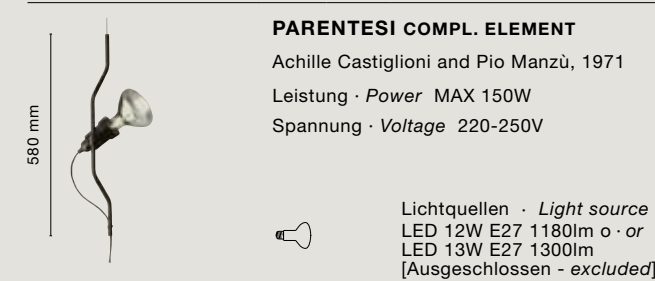 PARENTESI COMPL. ELEMENT
Achille Castiglioni and Pio Manzù, 1971
Leistung · Power MAX 150W
Spannung · Voltage 220-250V
580 mm
Lichtquellen · Light source
LED 12W E27 1180lm o · or
LED 13W E27 1300lm
[Ausgeschlossen - excluded]